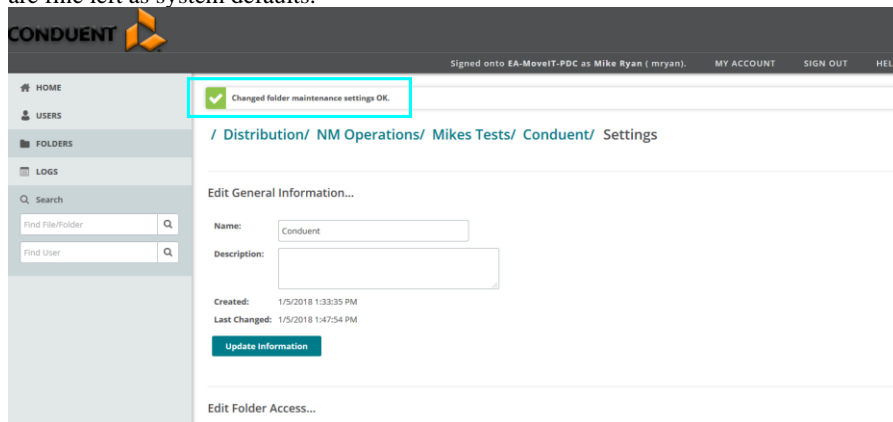 are fine left as system defaults.
CONDUENT
Signed onto EA-MoveIT-PDC as Mike Ryan ( mryan). MY ACCOUNT SIGN OUT HEL
HOME
USERS
FOLDERS
LOGS
Search
Find File/Folder
Find User
Changed folder maintenance settings OK.
/ Distribution/ NM Operations/ Mikes Tests/ Conduent/ Settings
Edit General Information...
Name: Conduent
Description:
Created: 1/5/2018 1:33:35 PM
Last Changed: 1/5/2018 1:47:54 PM
Update Information
Edit Folder Access...